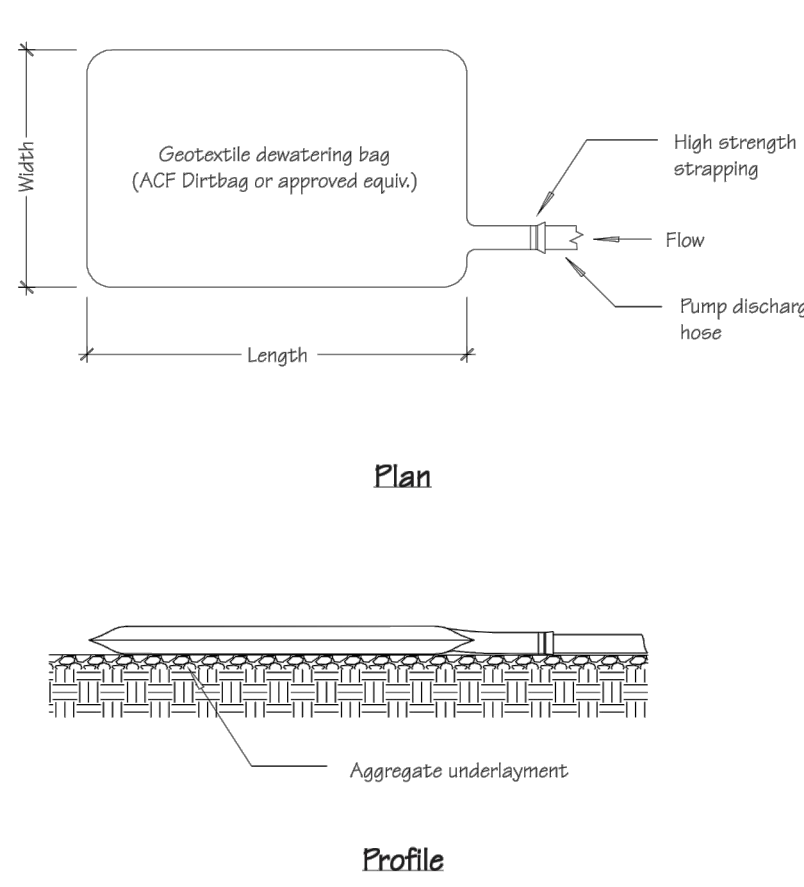 Geotextile dewatering bag
(ACF Dirtbag or approved equiv.)
Width
High strength
strapping
Flow
Pump discharg
hose
Length
Plan
Aggregate underlayment
Profile